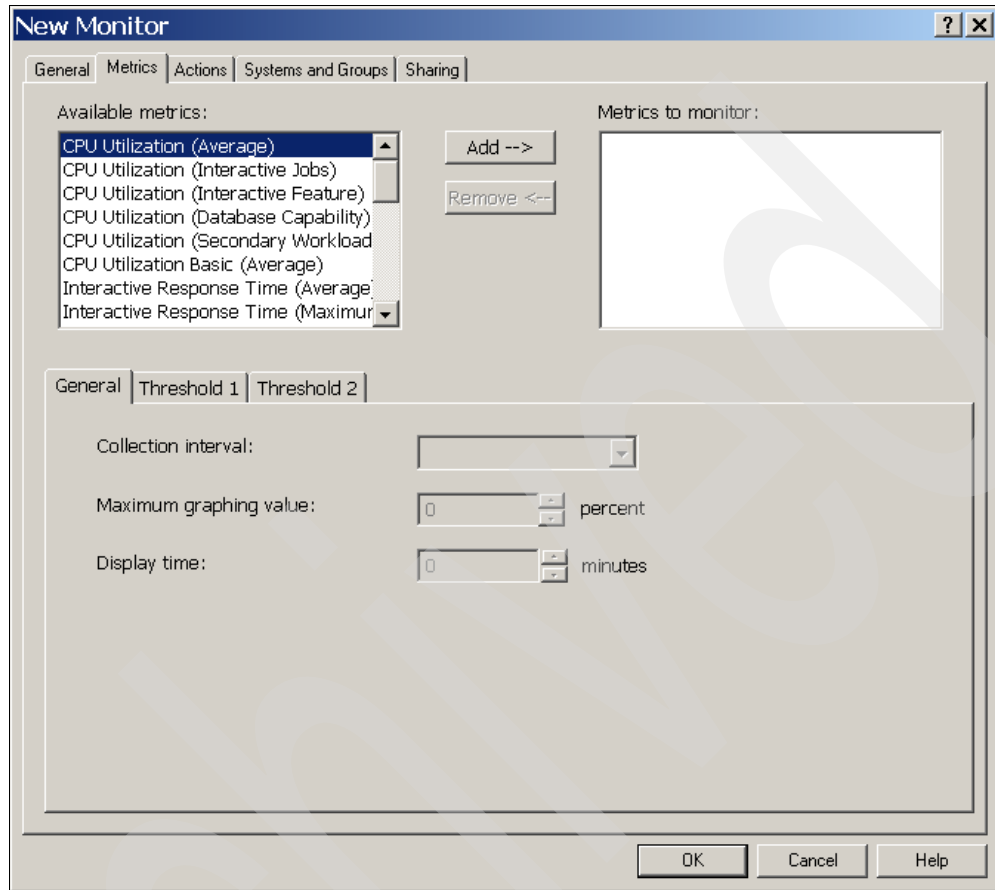 New Monitor
General Metrics Actions Systems and Groups Sharing
Available metrics:
Metrics to monitor:
CPU Utilization (Average)
CPU Utilization (Interactive Jobs)
CPU Utilization (Interactive Feature)
CPU Utilization (Database Capability)
CPU Utilization (Secondary Workload
CPU Utilization Basic (Average)
Interactive Response Time (Average)
Interactive Response Time (Maximur
Add -->
Remove <--
General Threshold 1 Threshold 2
Collection interval:
Maximum graphing value: 0 percent
Display time: 0 minutes
OK Cancel Help